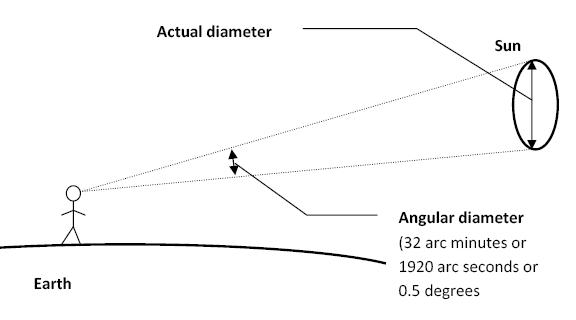 Actual diameter
Sun
Angular diameter
(32 arc minutes or
1920 arc seconds or
0.5 degrees
Earth